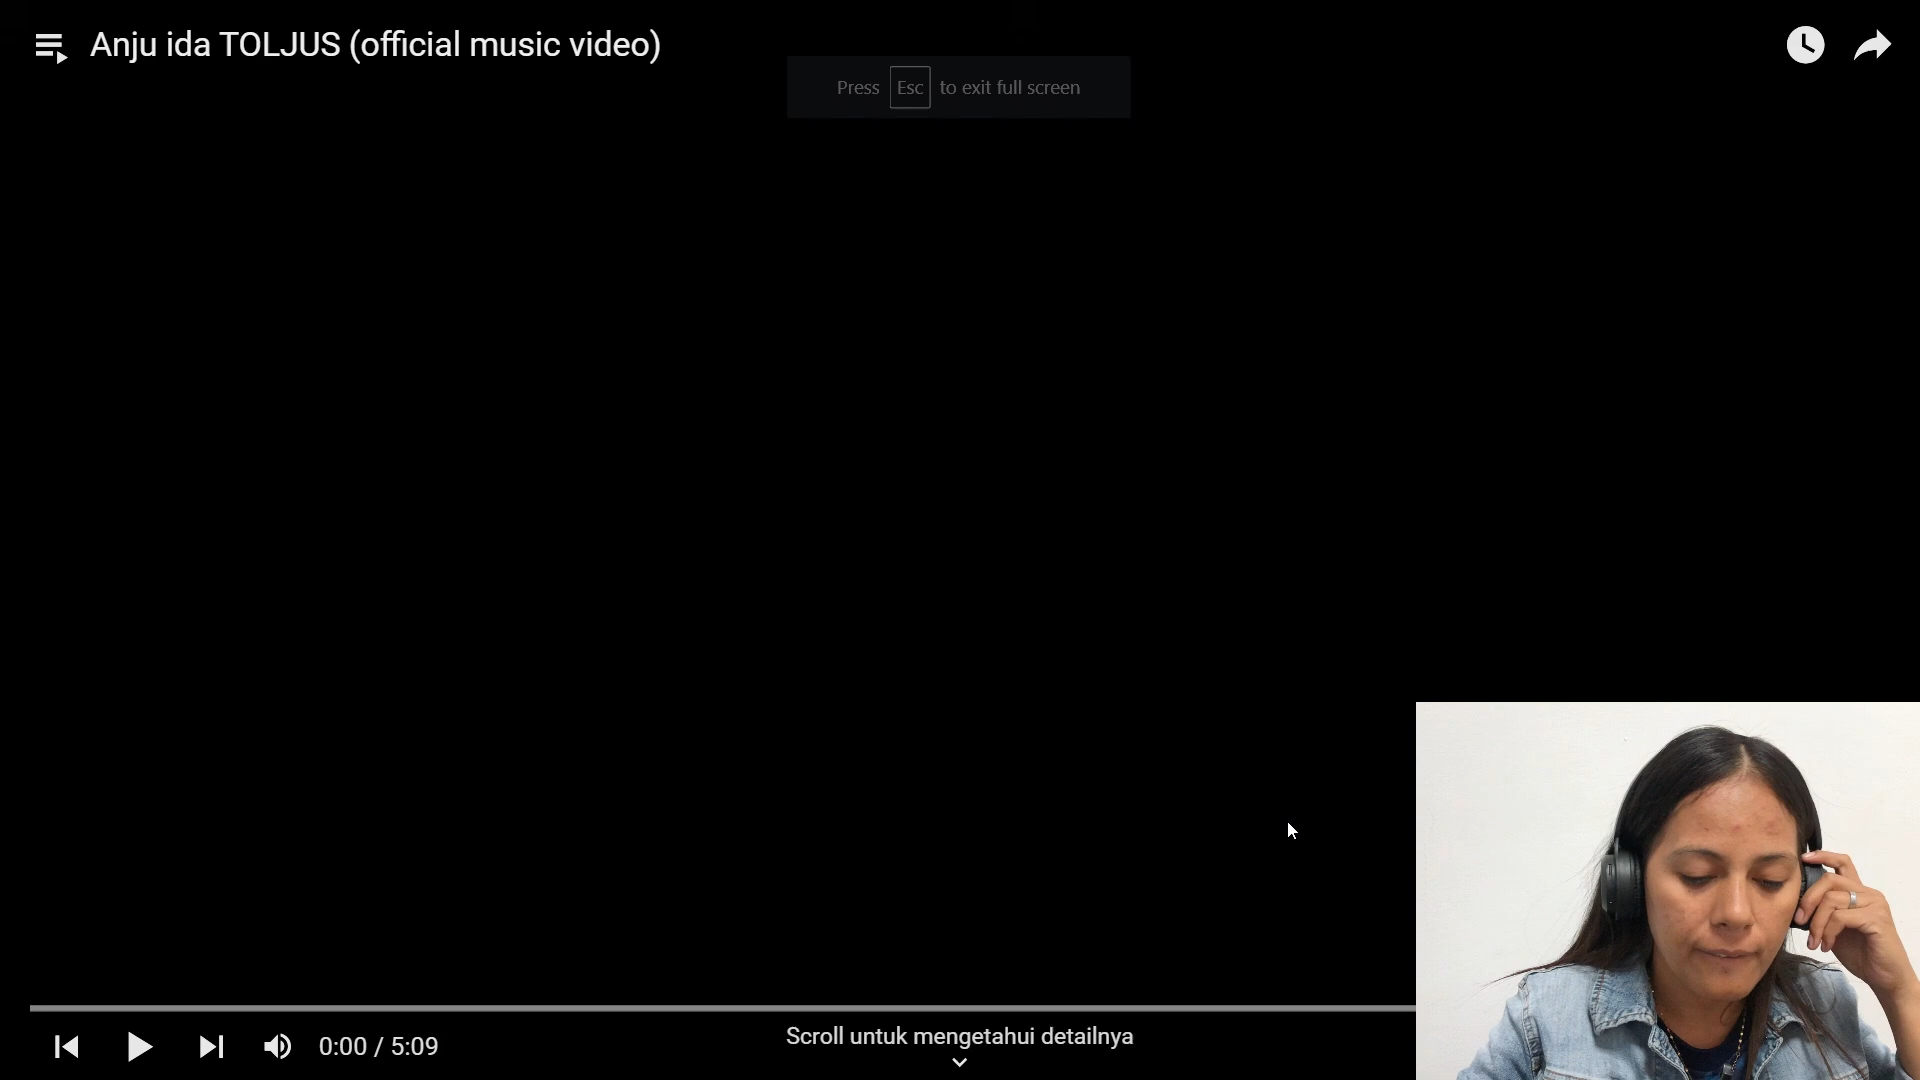 Anju ida TOLJUS (official music video)
Press Esc to exit full screen
0:00 / 5:09
Scroll untuk mengetahui detailnya